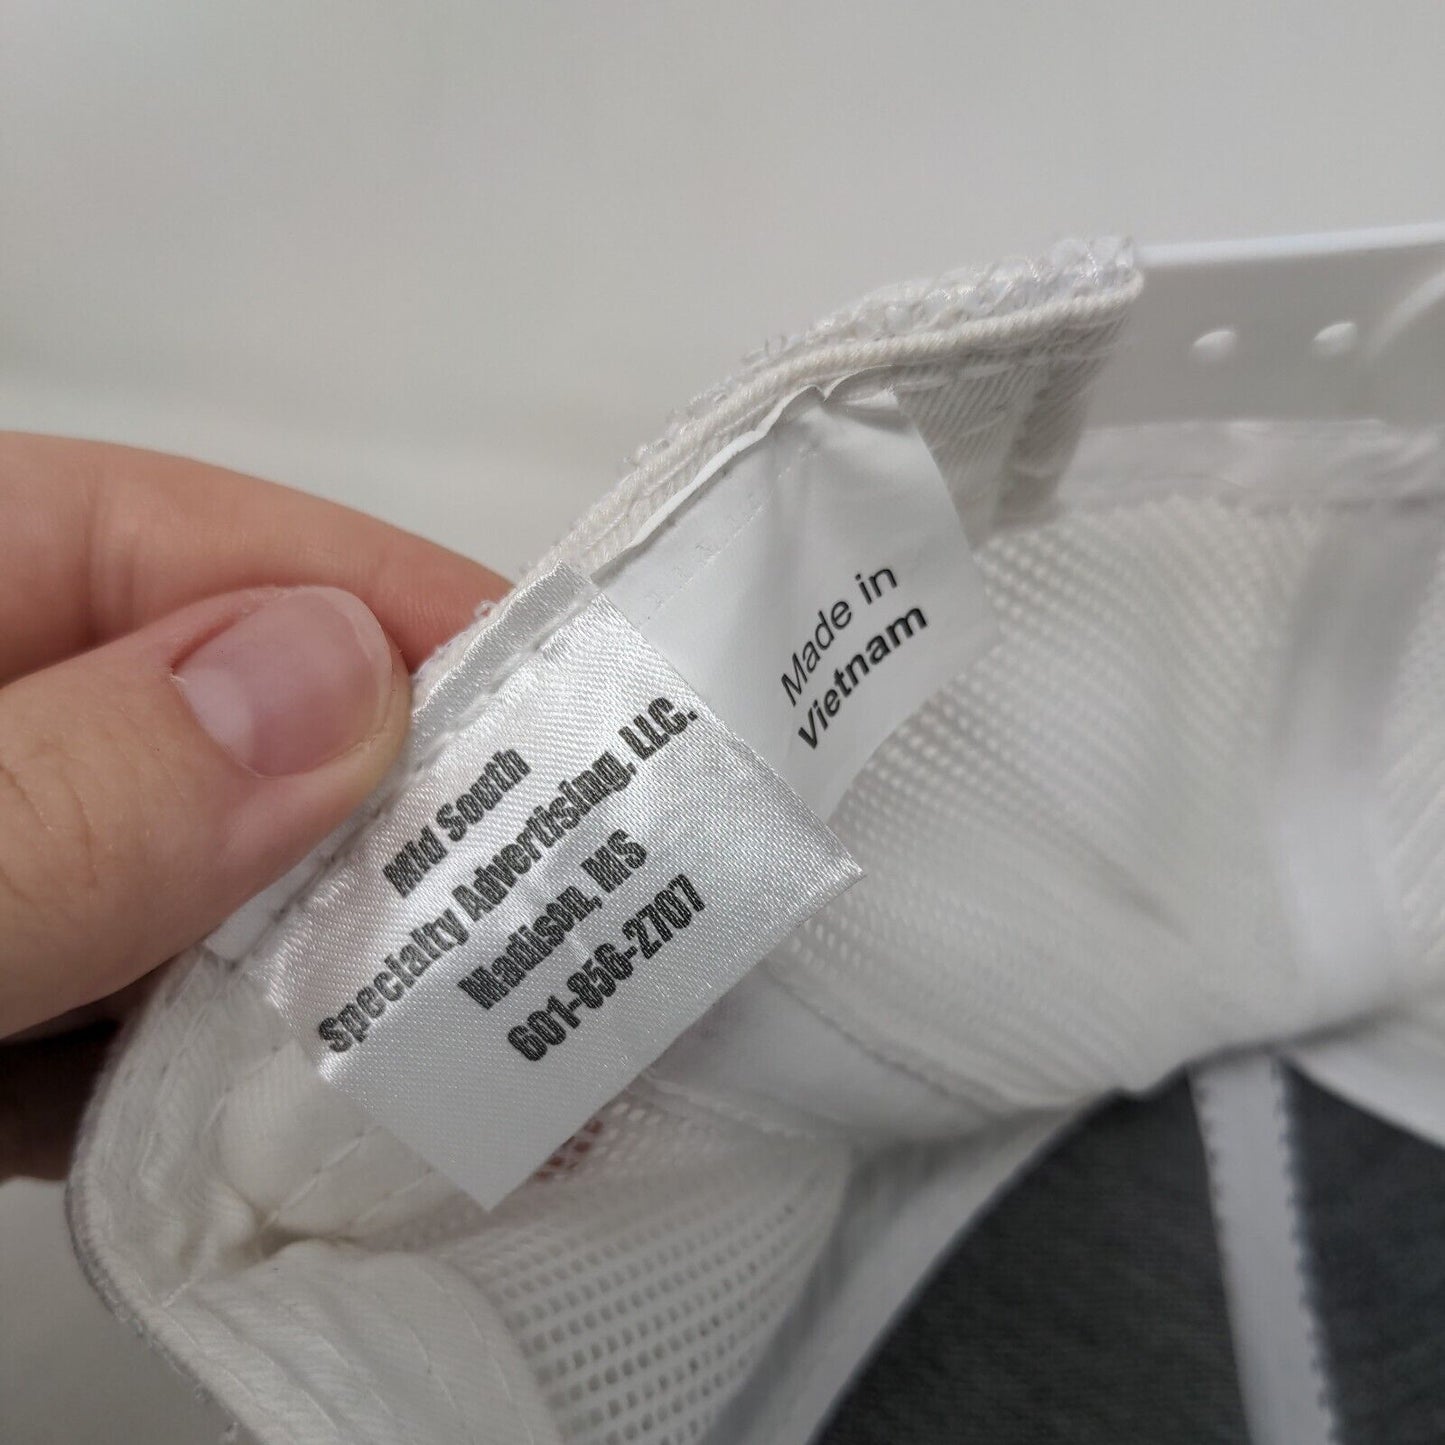 Mid South
Specialty Advertising, LLC.
Madison, MS
601-856-2707
Made in
Vietnam